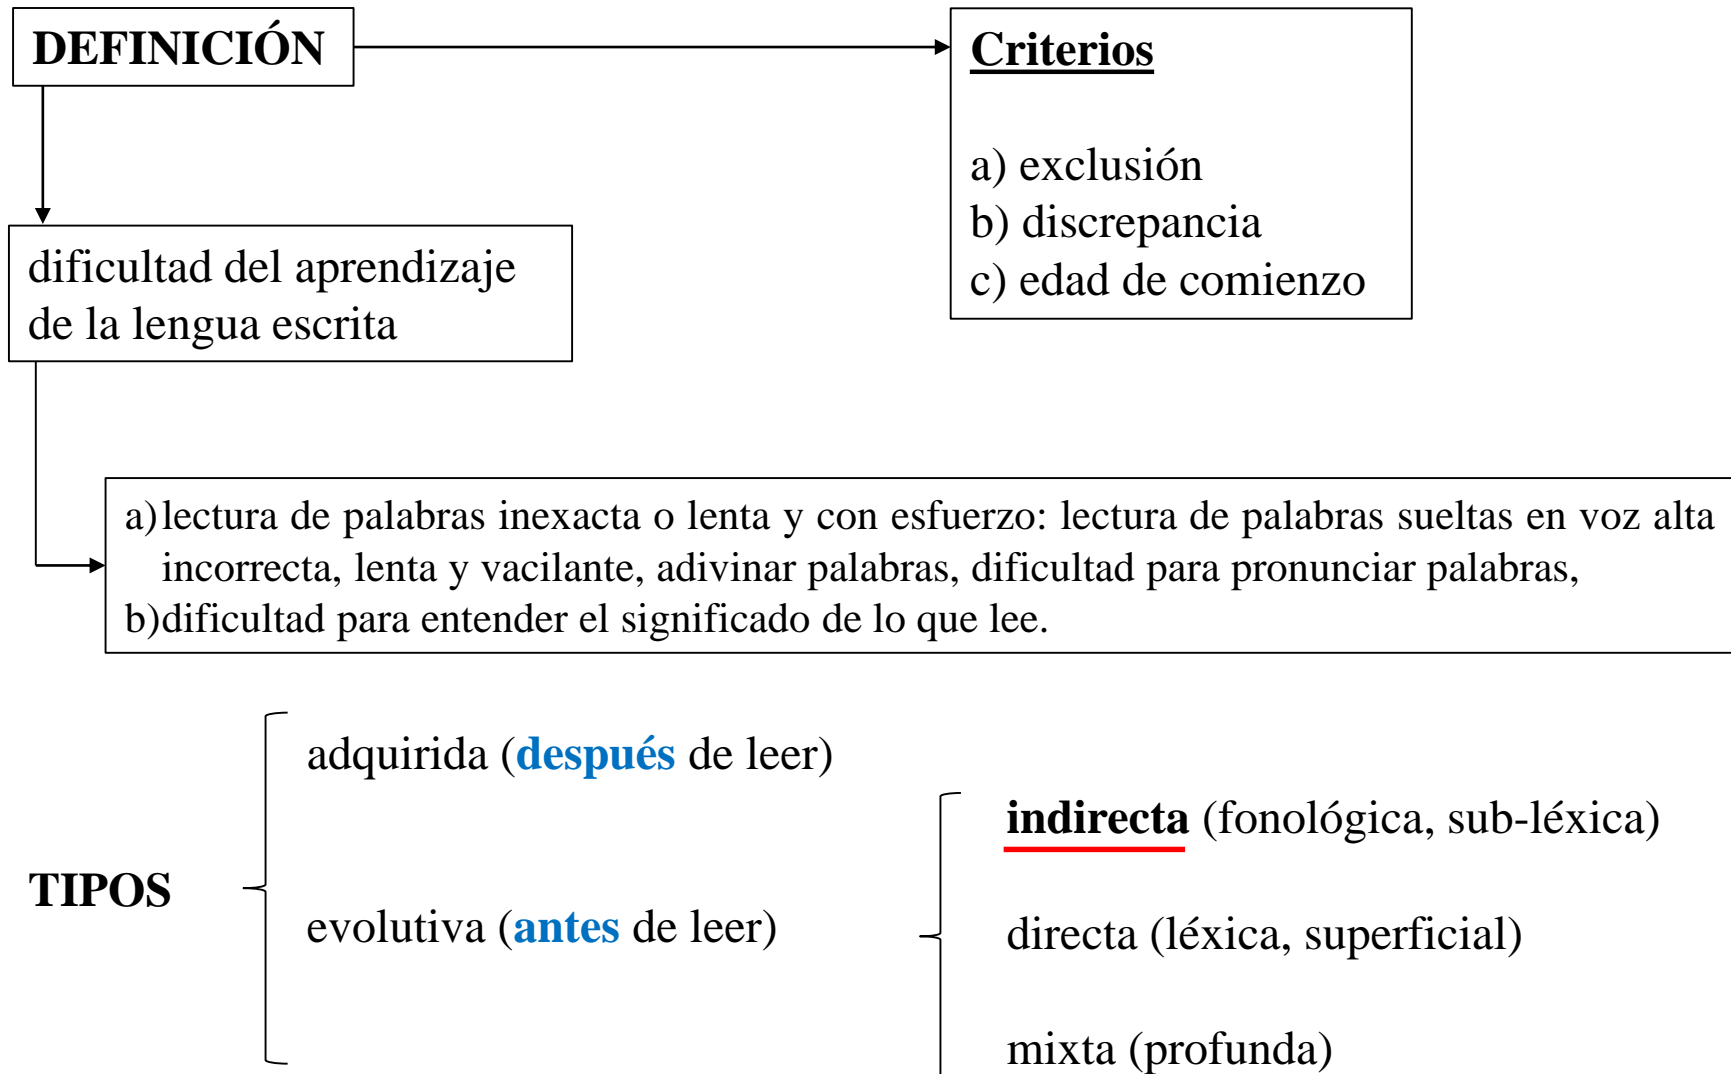 DEFINICIÓN
Criterios
a) exclusión
b) discrepancia
c) edad de comienzo
dificultad del aprendizaje
de la lengua escrita
a) lectura de palabras inexacta o lenta y con esfuerzo: lectura de palabras sueltas en voz alta
incorrecta, lenta y vacilante, adivinar palabras, dificultad para pronunciar palabras,
b) dificultad para entender el significado de lo que lee.
TIPOS
adquirida (después de leer)
evolutiva (antes de leer)
indirecta (fonológica, sub-léxica)
directa (léxica, superficial)
mixta (profunda)